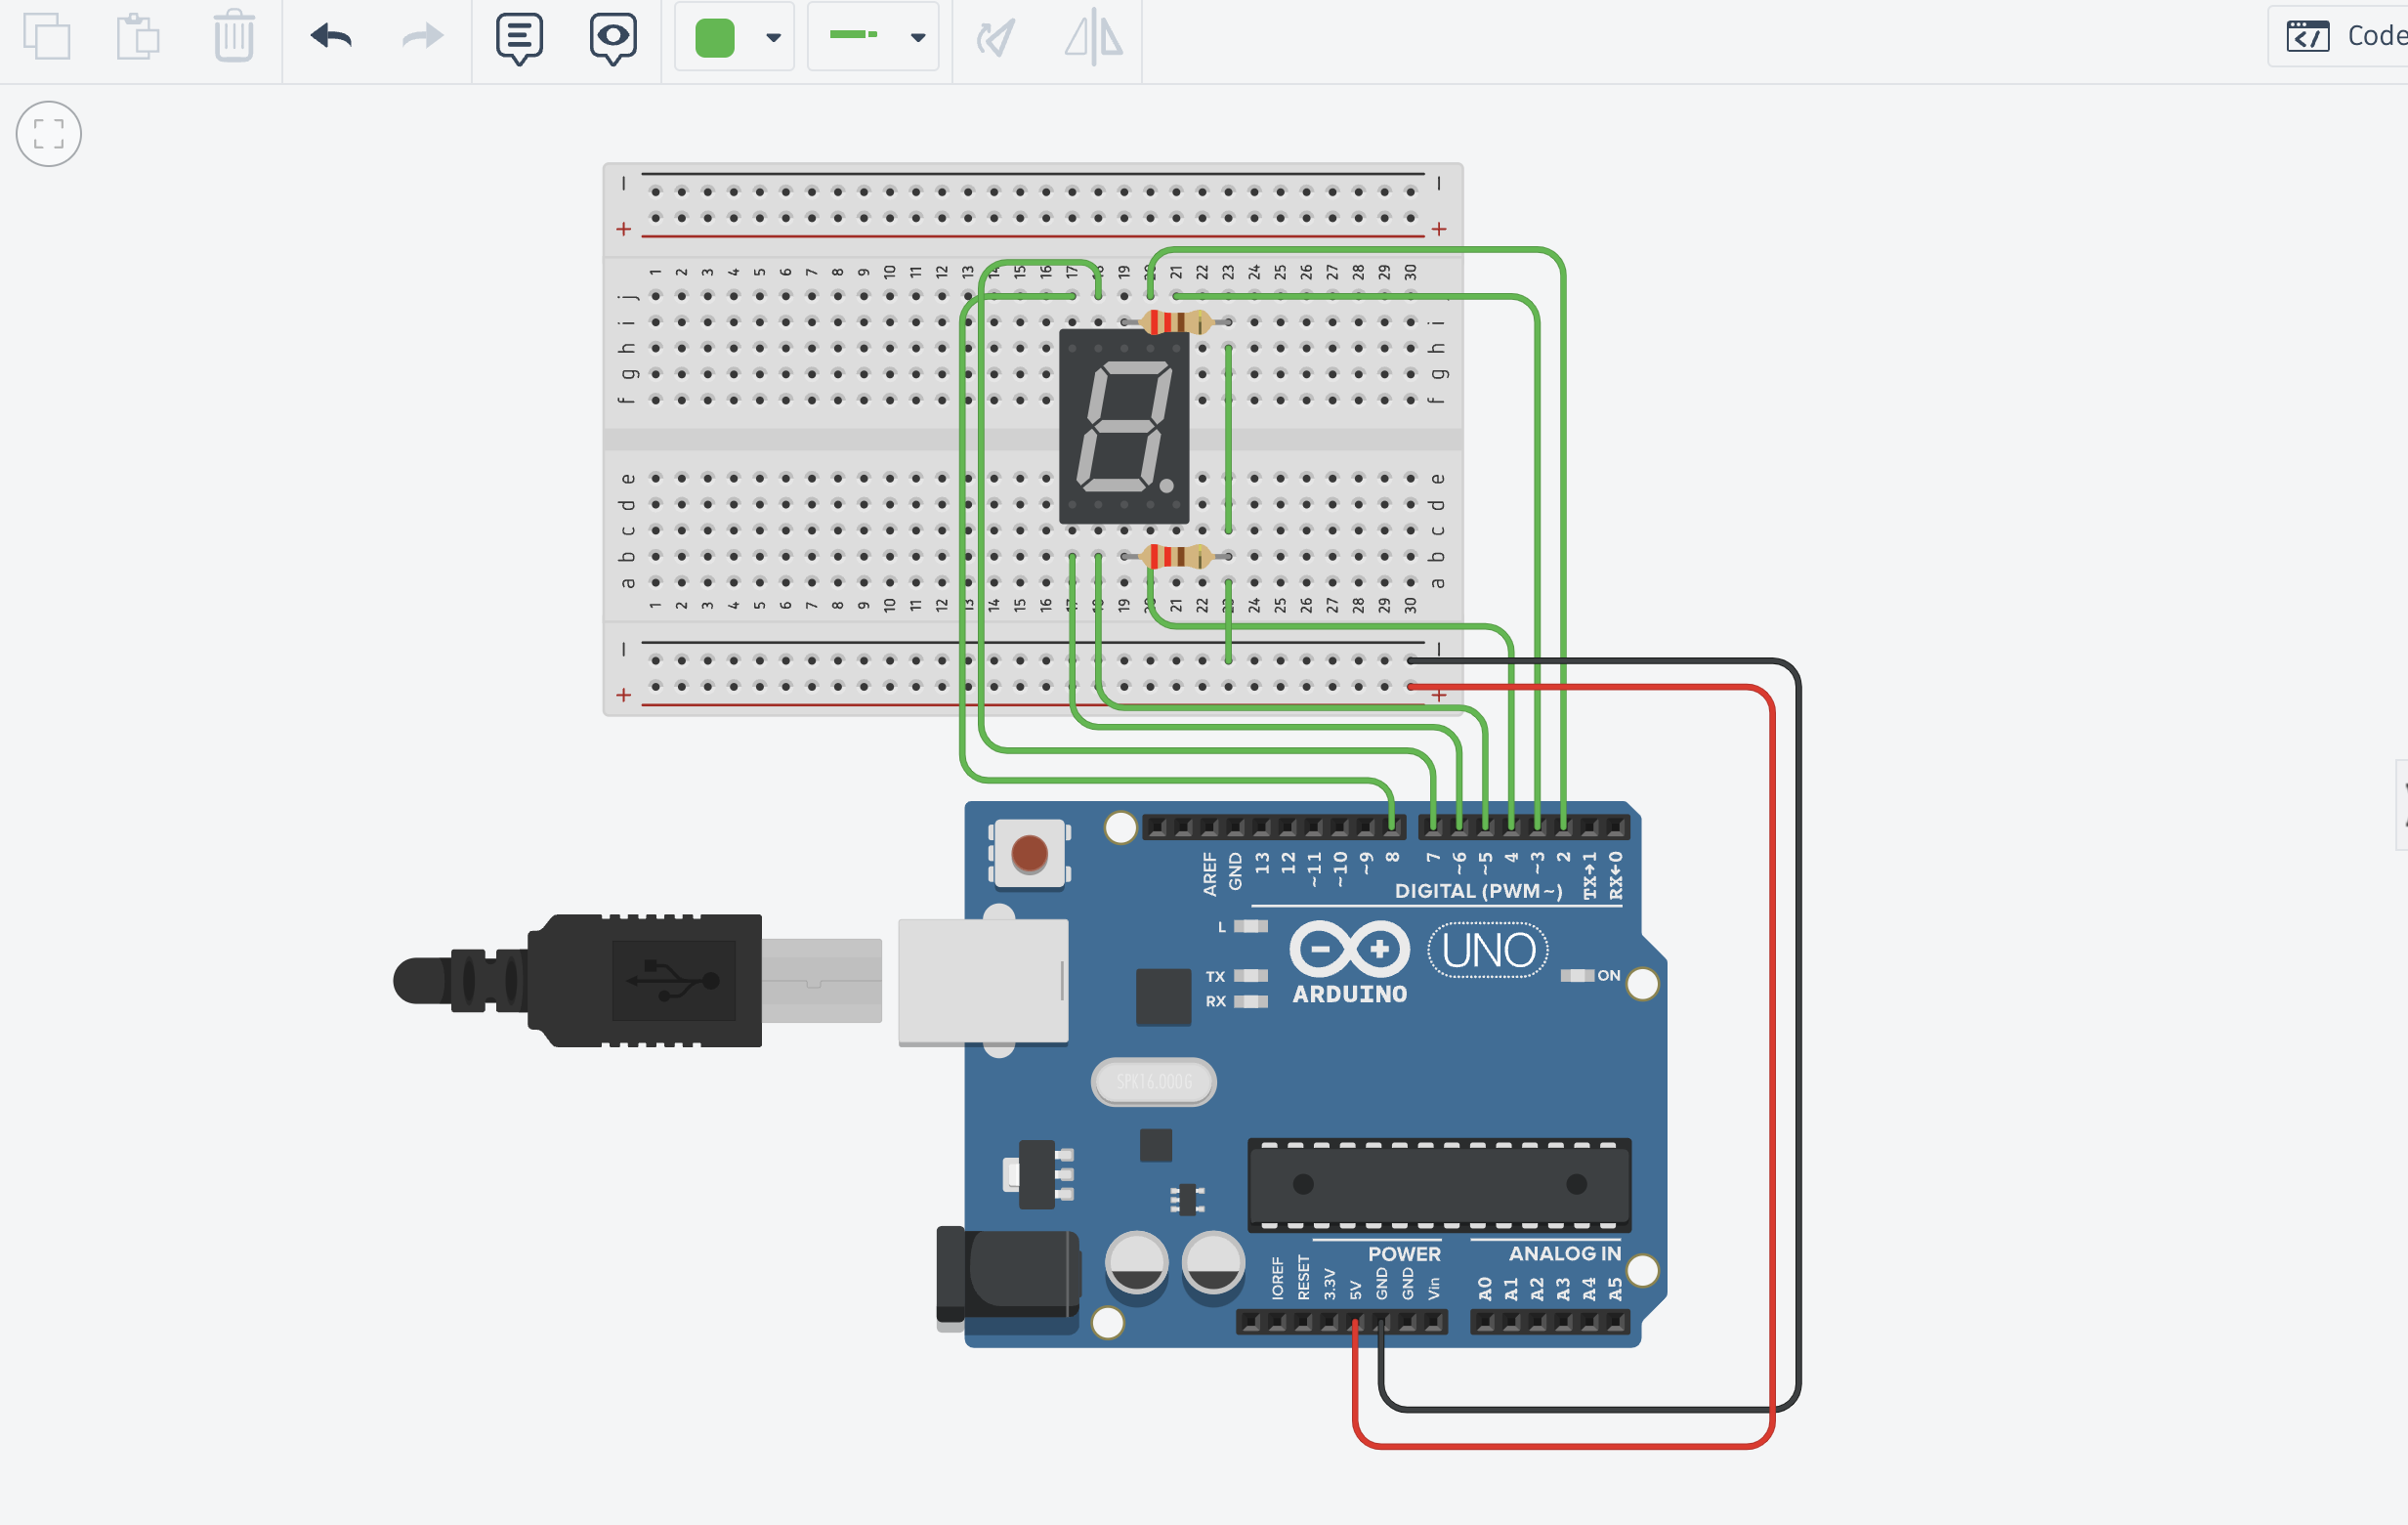 Code
1 2 3 4 5 6 7 8 9 10 11 12 13 14 15 16 17 18 19 20 21 22 23 24 25 26 27 28 29 30
j j
i i
h h
g g
f f
e e
d d
c c
b b
a a
1 2 3 4 5 6 7 8 9 10 11 12 13 14 15 16 17 18 19 20 21 22 23 24 25 26 27 28 29 30
AREF GND 13 12 ~11 ~10 ~9 8 7 ~6 ~5 4 ~3 2 TX→1 RX←0
DIGITAL (PWM~)
L
UNO
TX
ON
RX
ARDUINO
SPK16.000G
POWER ANALOG IN
IOREF RESET 3.3V 5V GND GND Vin A0 A1 A2 A3 A4 A5